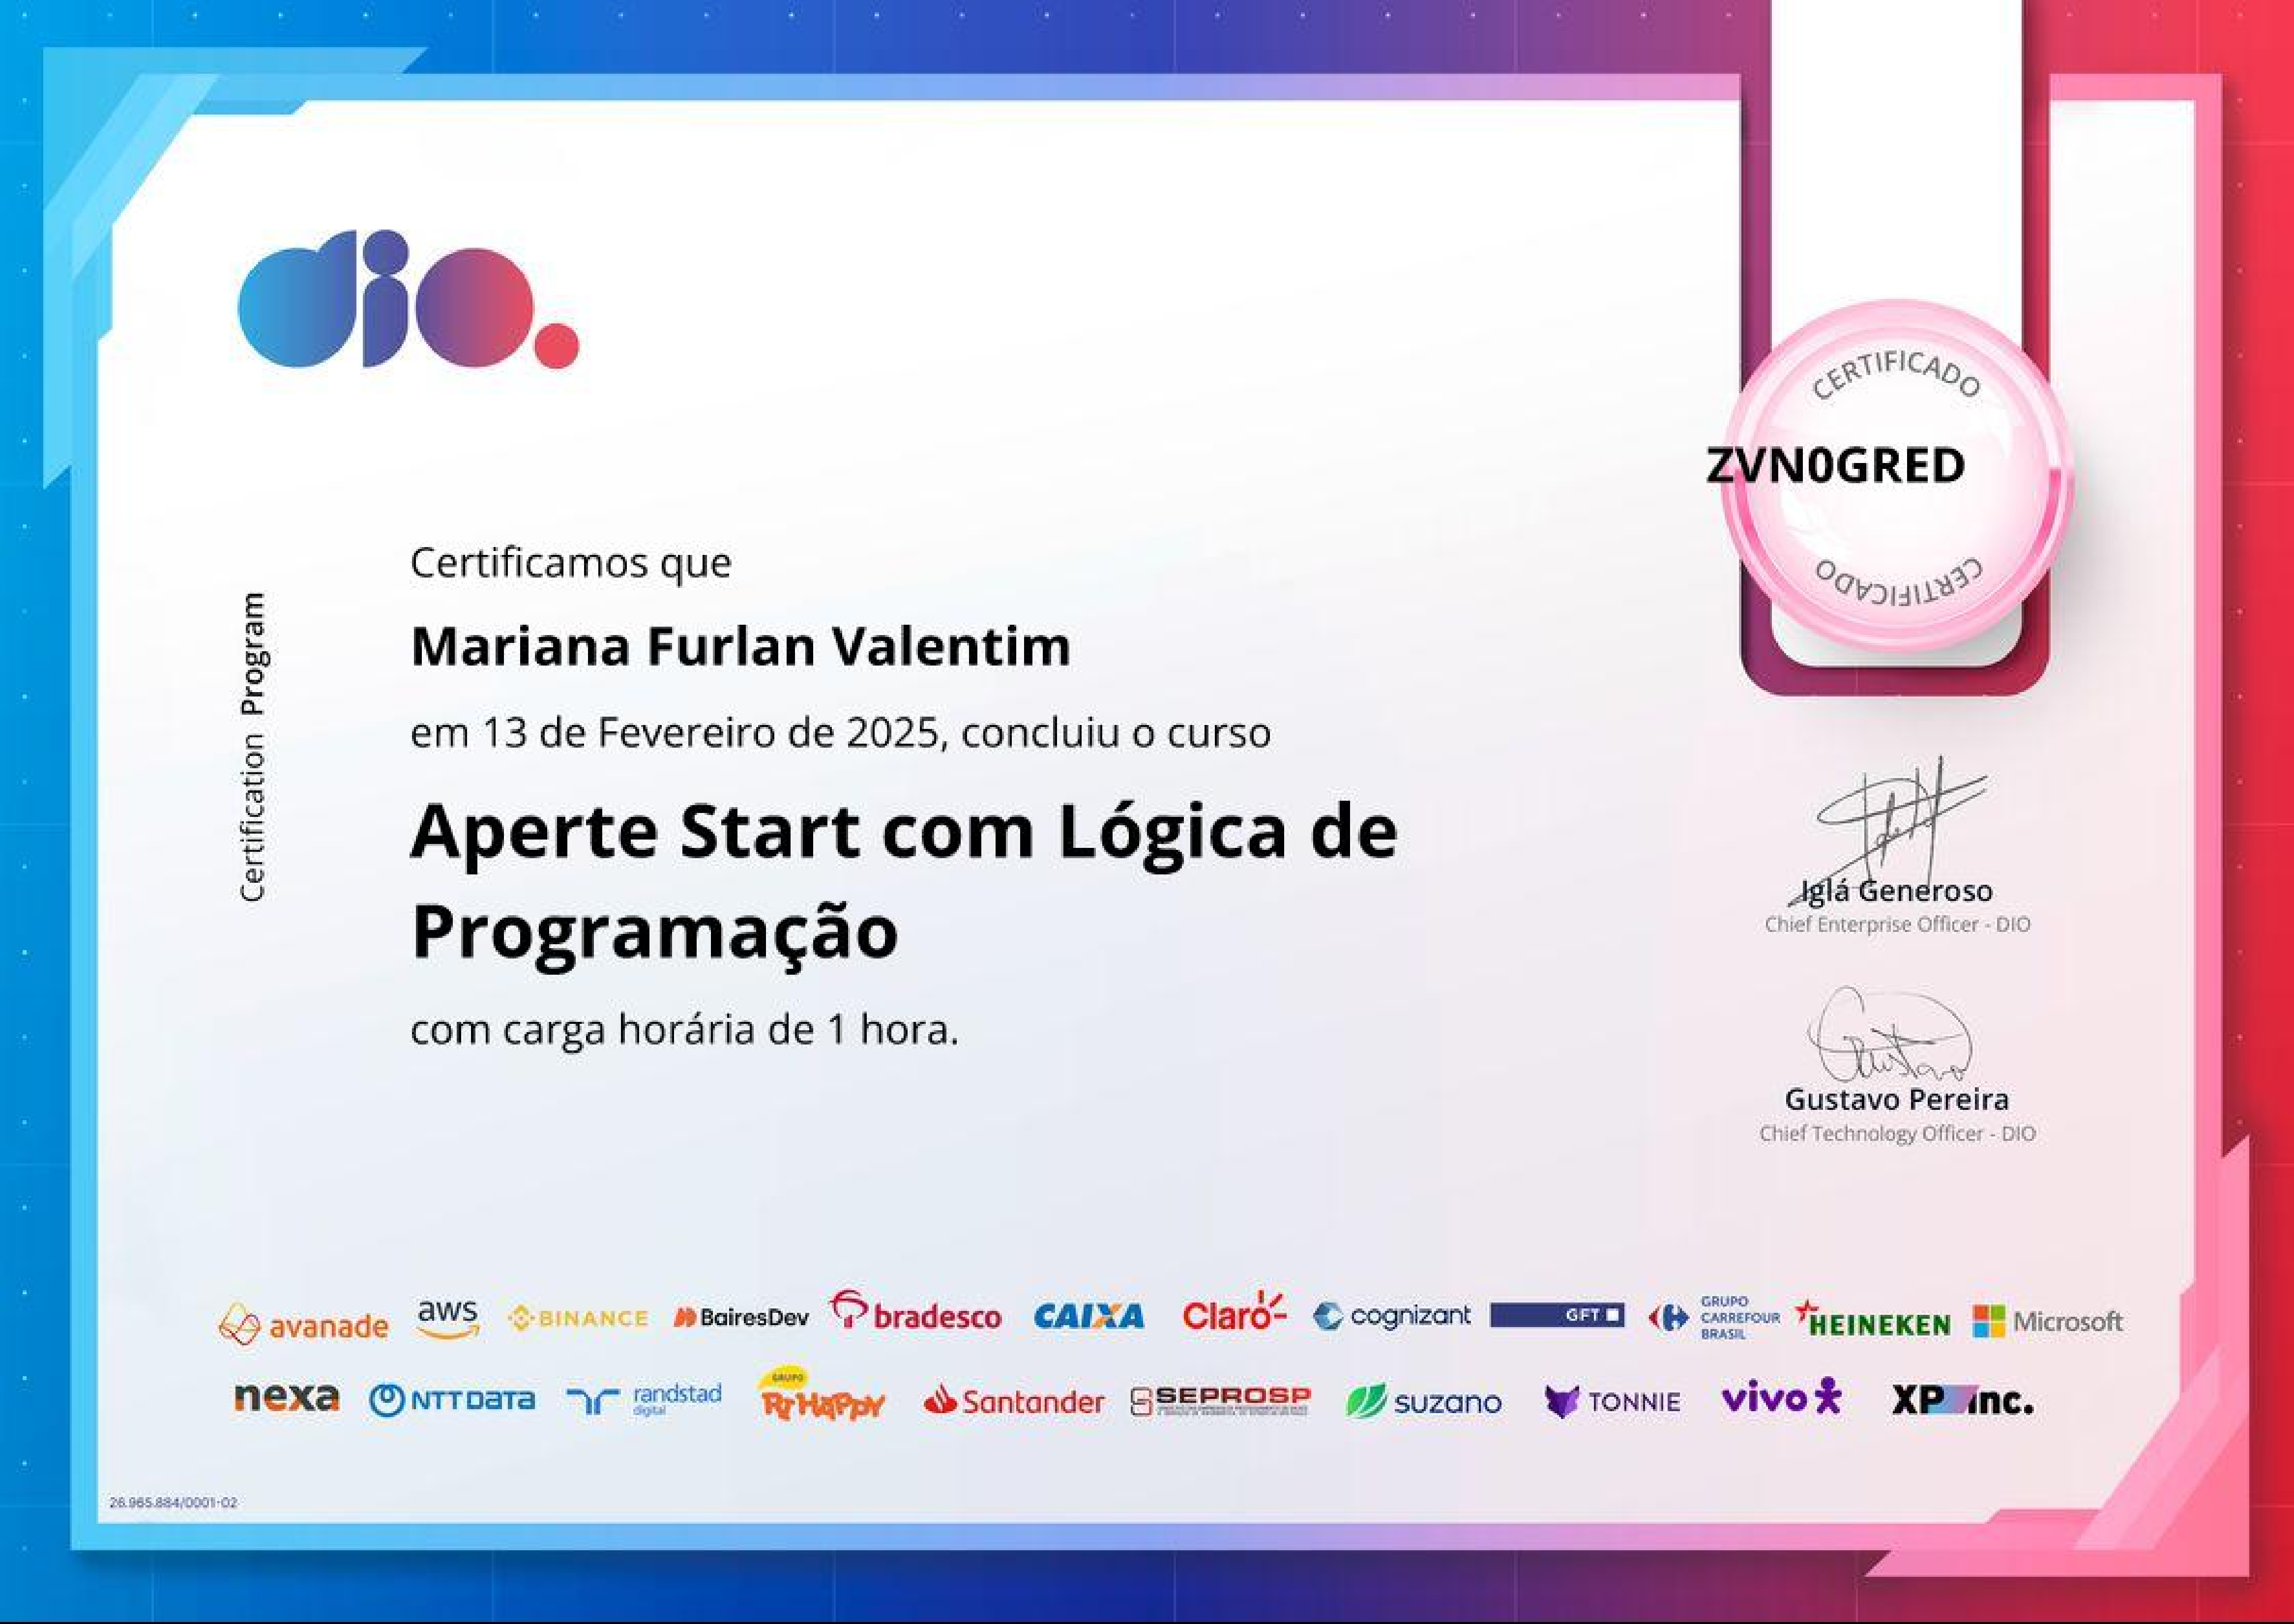 dio.
CERTIFICADO
ZVN0GRED
CERTIFICADO
Certification Program
Certificamos que
Mariana Furlan Valentim
em 13 de Fevereiro de 2025, concluiu o curso
Aperte Start com Lógica de
Programação
com carga horária de 1 hora.
Iglá Generoso
Chief Enterprise Officer - DIO
Gustavo Pereira
Chief Technology Officer - DIO
avanade aws BINANCE BairesDev bradesco CAIXA Claro cognizant GFT GRUPO CARREFOUR BRASIL HEINEKEN Microsoft
nexa NTT DATA randstad digital GRUPO Ri HAPPY Santander SEPROSP suzano TONNIE vivo XP inc.
26.965.884/0001-02